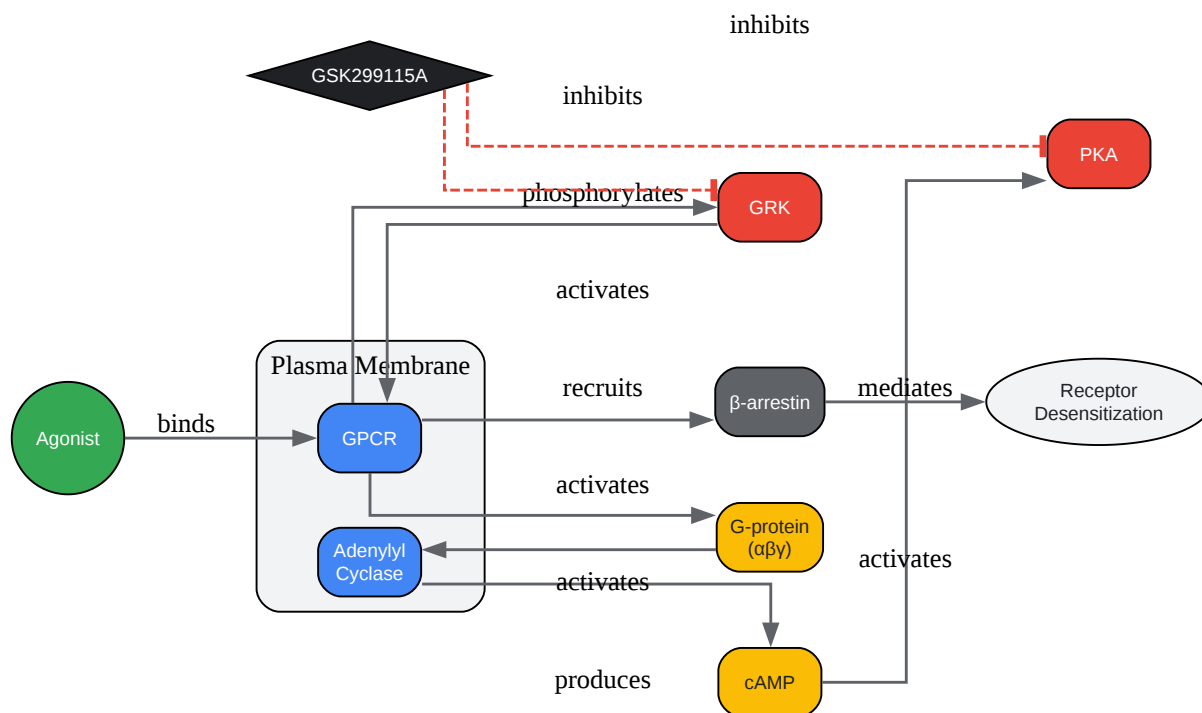 inhibits
GSK299115A
inhibits
PKA
phosphorylates
GRK
activates
Plasma Membrane
recruits
β-arrestin
mediates
Receptor
Desensitization
Agonist
binds
GPCR
activates
G-protein
(αβγ)
Adenylyl
Cyclase
activates
activates
produces
cAMP